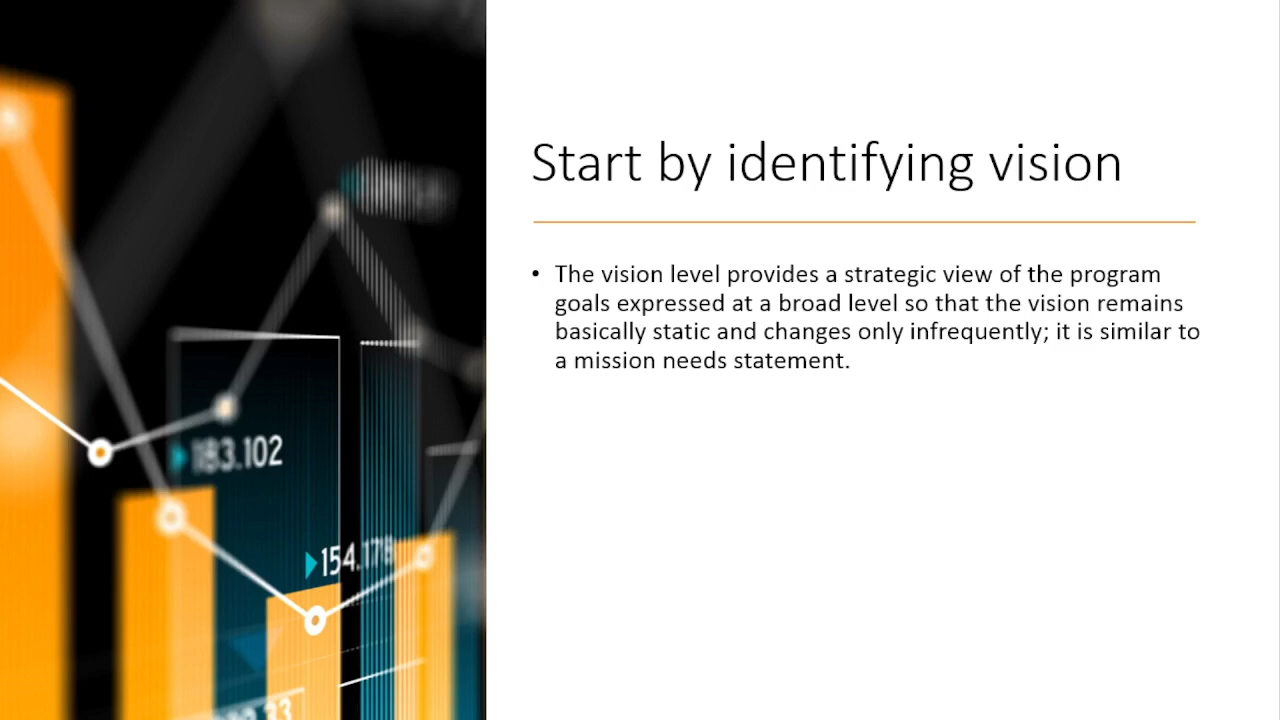 Start by identifying vision
• The vision level provides a strategic view of the program
goals expressed at a broad level so that the vision remains
basically static and changes only infrequently; it is similar to
a mission needs statement.
183.102
154.178